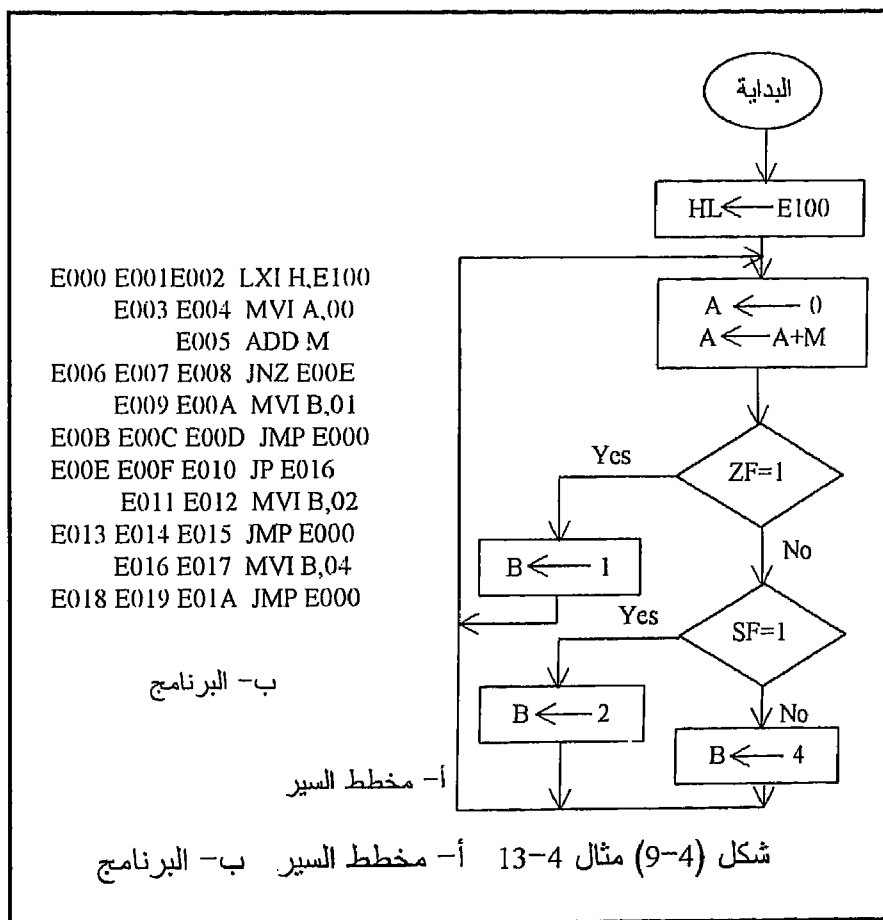 البداية
HL ← E100
A ← 0
A ← A+M
ZF=1
Yes
No
B ← 1
SF=1
Yes
No
B ← 2
B ← 4
أ- مخطط السير
E000 E001E002 LXI H,E100
E003 E004 MVI A,00
E005 ADD M
E006 E007 E008 JNZ E00E
E009 E00A MVI B,01
E00B E00C E00D JMP E000
E00E E00F E010 JP E016
E011 E012 MVI B,02
E013 E014 E015 JMP E000
E016 E017 MVI B,04
E018 E019 E01A JMP E000
ب- البرنامج
شكل (4-9) مثال 4-13 أ- مخطط السير ب- البرنامج